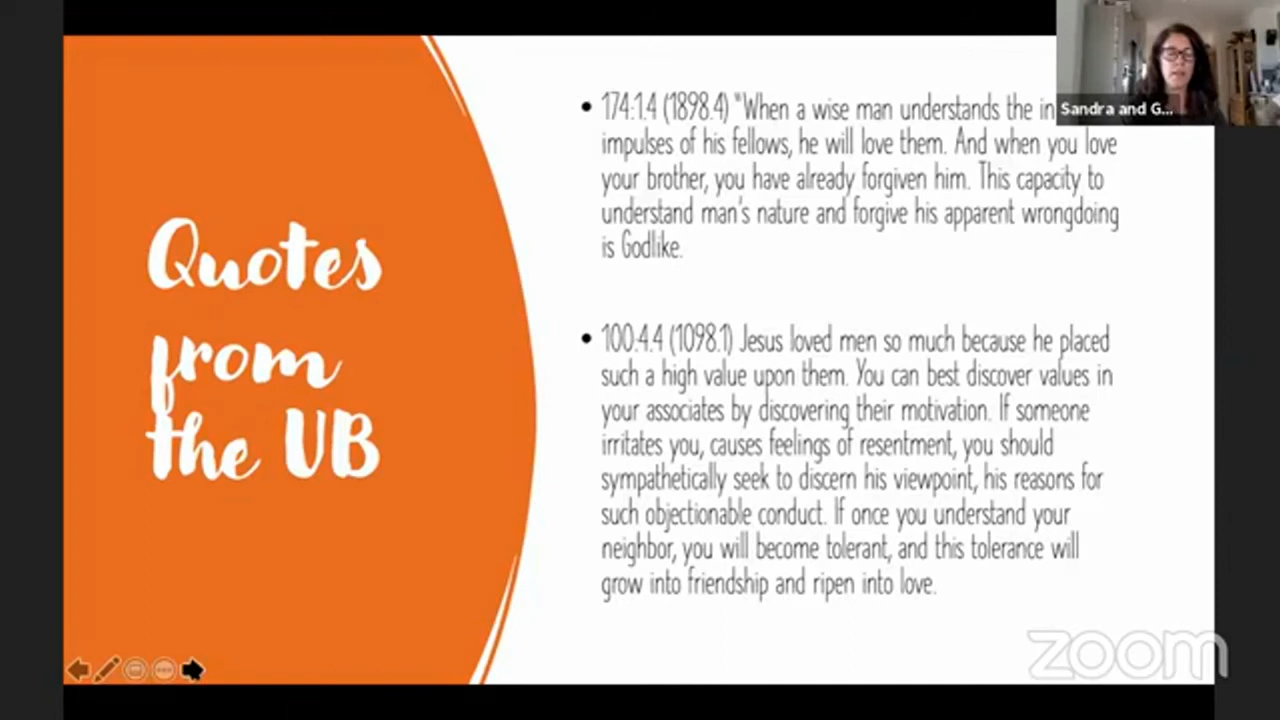 Quotes
from
the UB
• 174:1.4 (1898.4) "When a wise man understands the in
impulses of his fellows, he will love them. And when you love
your brother, you have already forgiven him. This capacity to
understand man's nature and forgive his apparent wrongdoing
is Godlike.
• 100:4.4 (1098.1) Jesus loved men so much because he placed
such a high value upon them. You can best discover values in
your associates by discovering their motivation. If someone
irritates you, causes feelings of resentment, you should
sympathetically seek to discern his viewpoint, his reasons for
such objectionable conduct. If once you understand your
neighbor, you will become tolerant, and this tolerance will
grow into friendship and ripen into love.
Sandra and G...
zoom